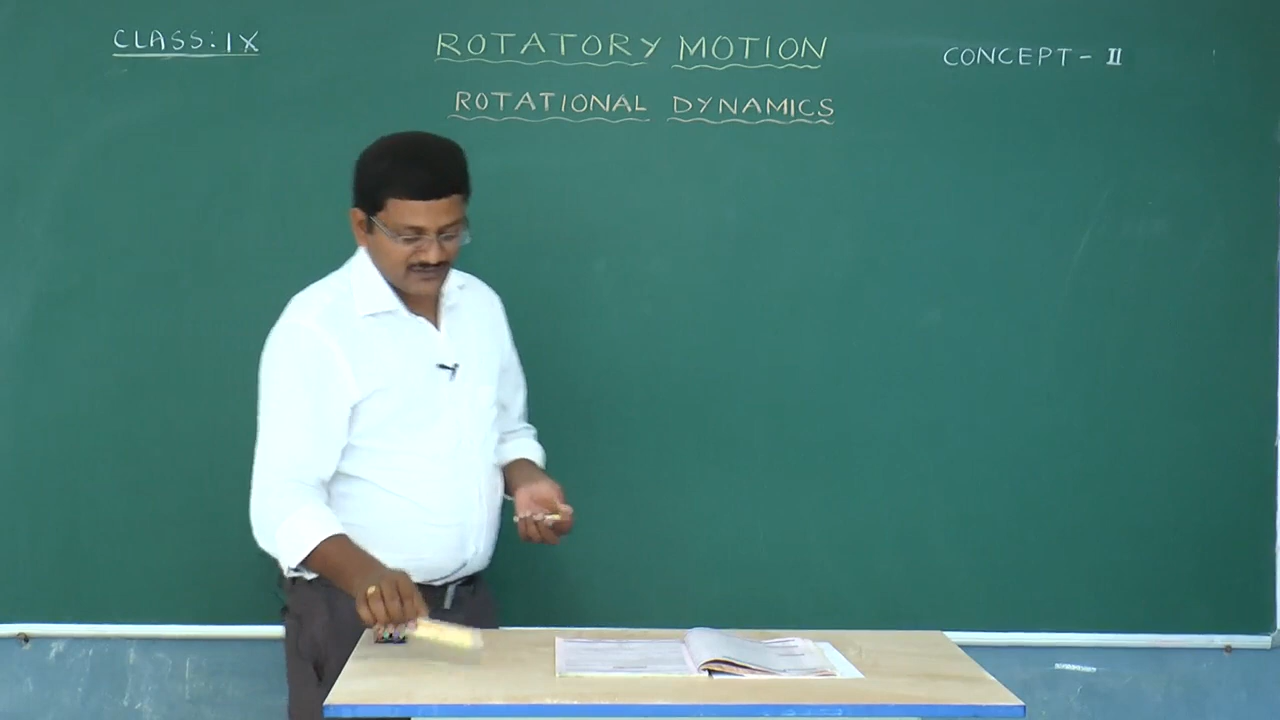 CLASS: IX
ROTATORY MOTION
CONCEPT - II
ROTATIONAL DYNAMICS